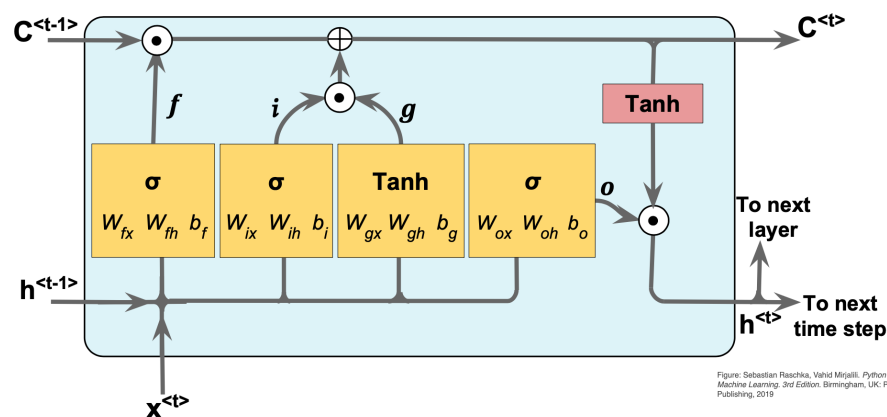 C<t-1>
C<t>
f
i
g
Tanh
σ
W_fx W_fh b_f
σ
W_ix W_ih b_i
Tanh
W_gx W_gh b_g
σ
W_ox W_oh b_o
o
To next
layer
h<t-1>
h<t>
To next
time step
x<t>
Figure: Sebastian Raschka, Vahid Mirjalili. Python
Machine Learning. 3rd Edition. Birmingham, UK:
Publishing, 2019